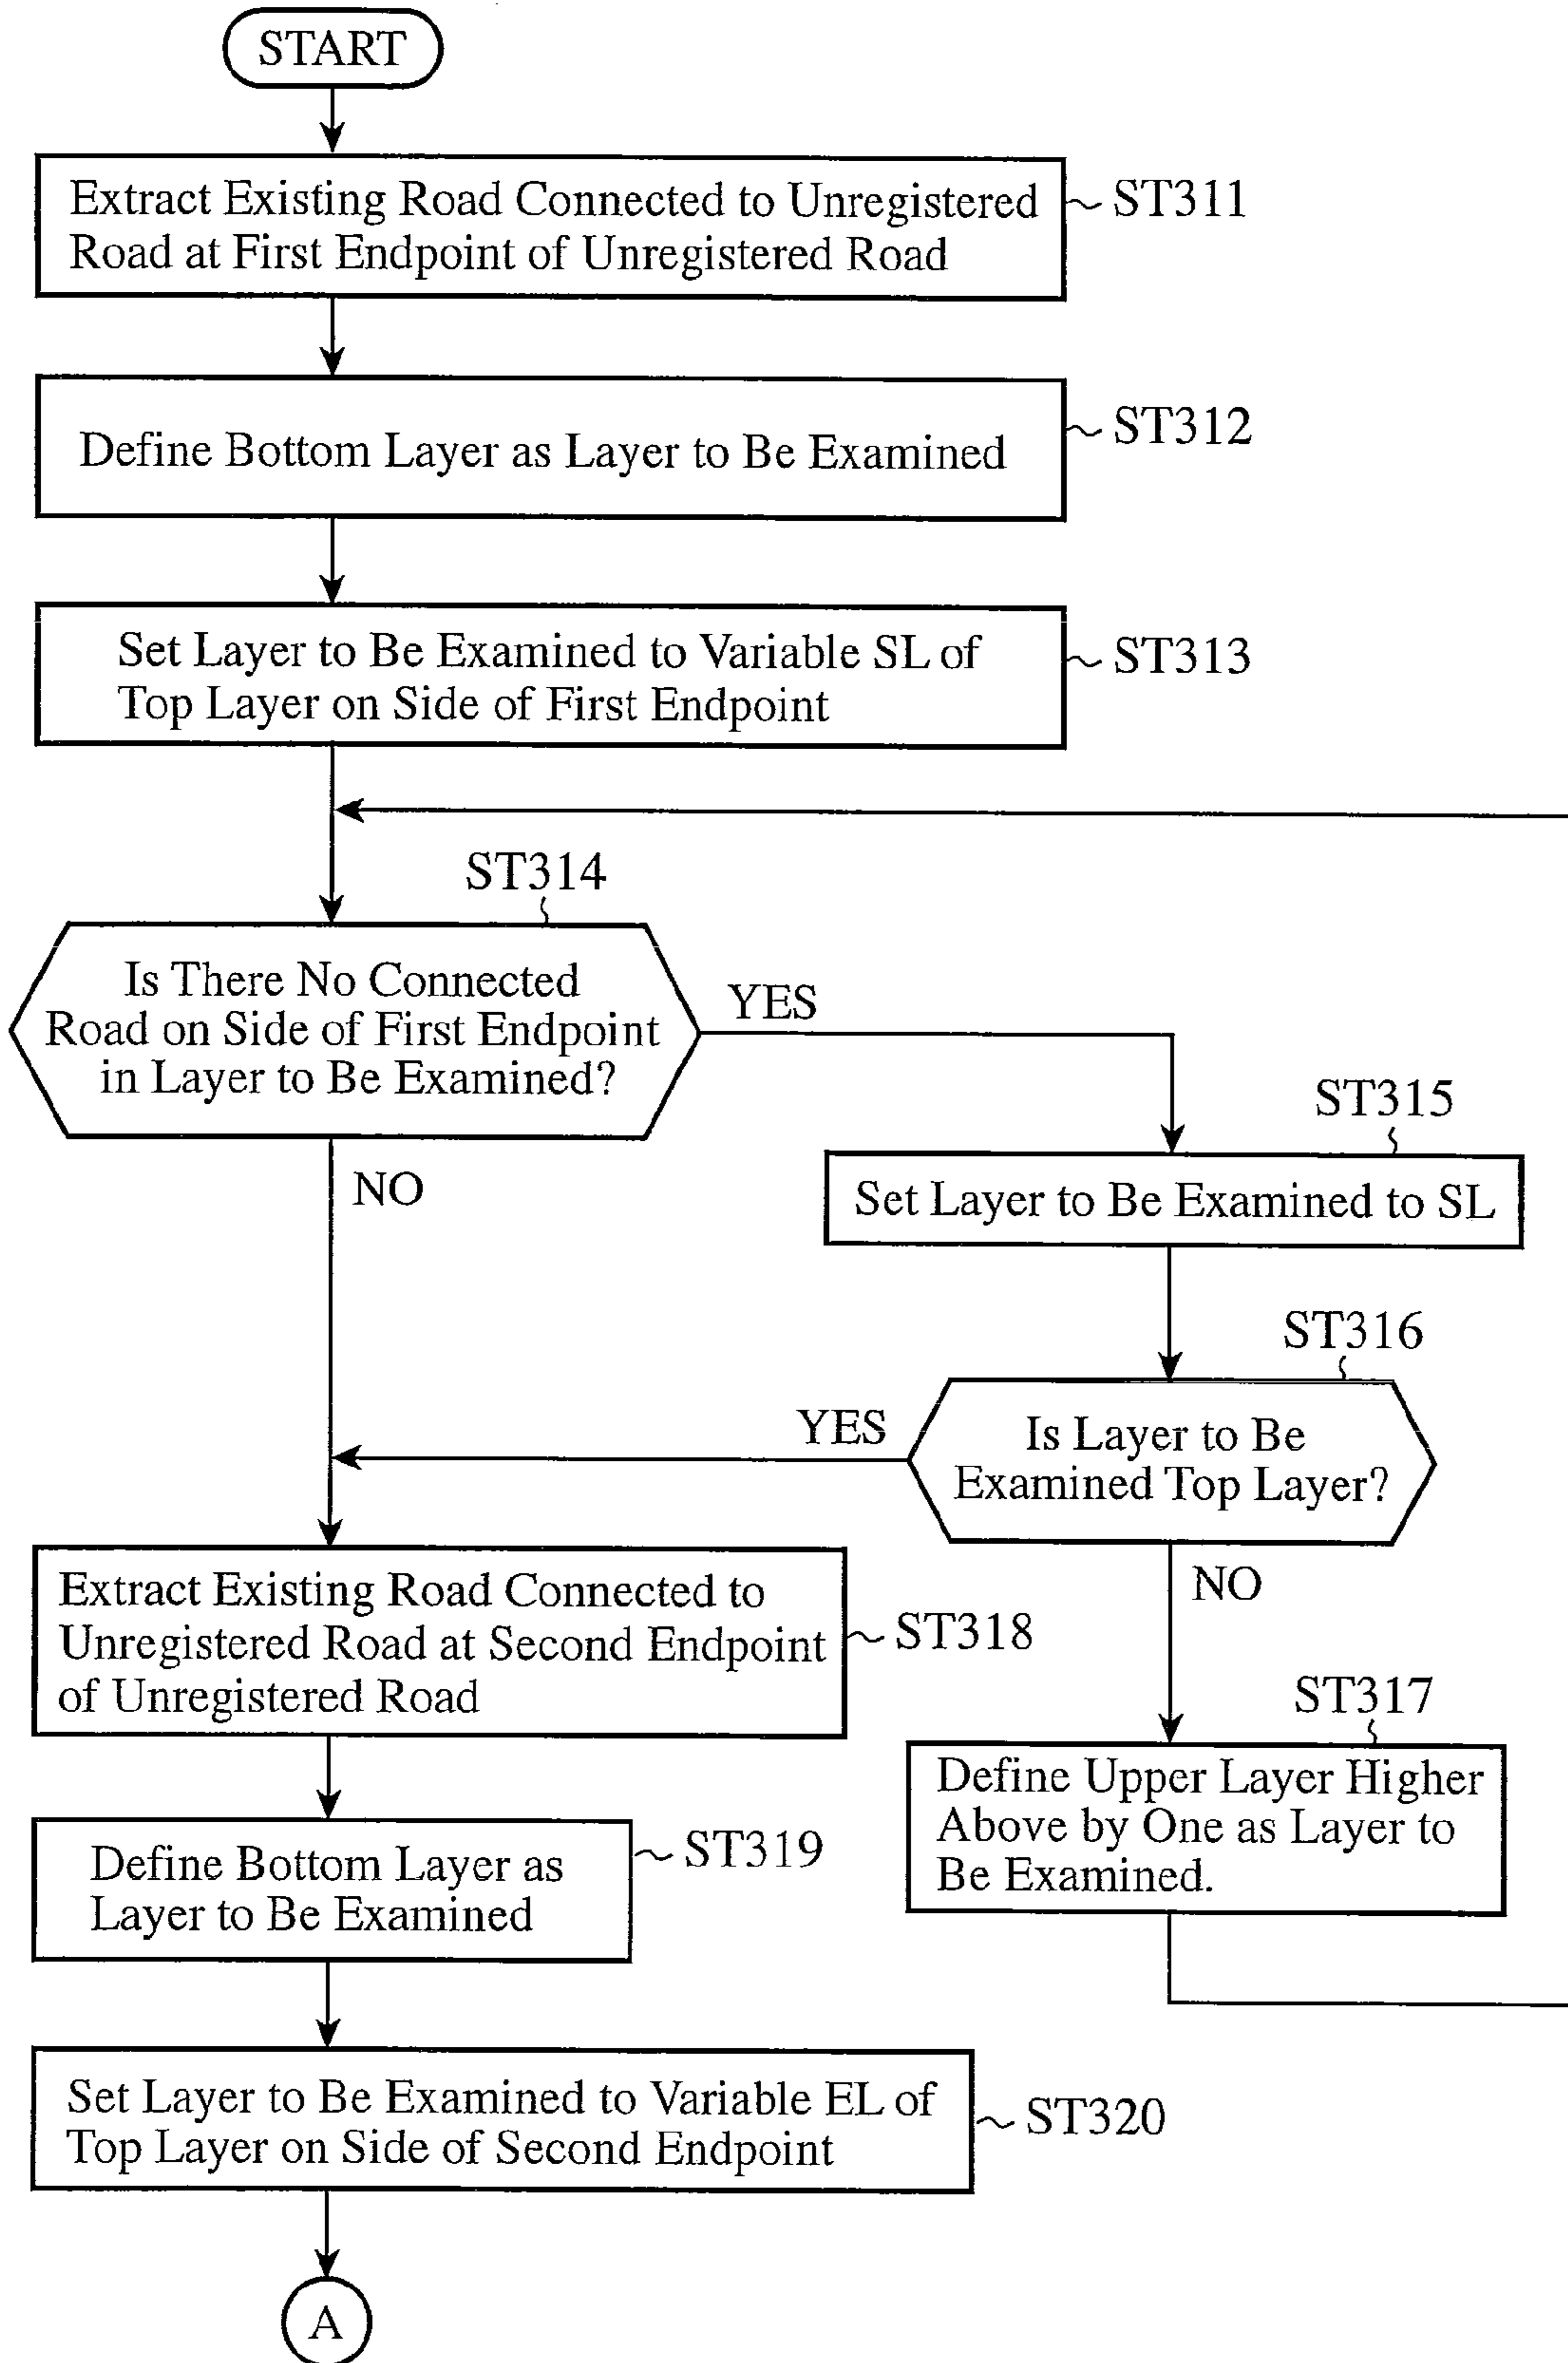 START
Extract Existing Road Connected to Unregistered
Road at First Endpoint of Unregistered Road
ST311
Define Bottom Layer as Layer to Be Examined
ST312
Set Layer to Be Examined to Variable SL of
Top Layer on Side of First Endpoint
ST313
ST314
Is There No Connected
Road on Side of First Endpoint
in Layer to Be Examined?
YES
NO
ST315
Set Layer to Be Examined to SL
ST316
Is Layer to Be
Examined Top Layer?
YES
NO
ST317
Define Upper Layer Higher
Above by One as Layer to
Be Examined.
Extract Existing Road Connected to
Unregistered Road at Second Endpoint
of Unregistered Road
ST318
Define Bottom Layer as
Layer to Be Examined
ST319
Set Layer to Be Examined to Variable EL of
Top Layer on Side of Second Endpoint
ST320
A